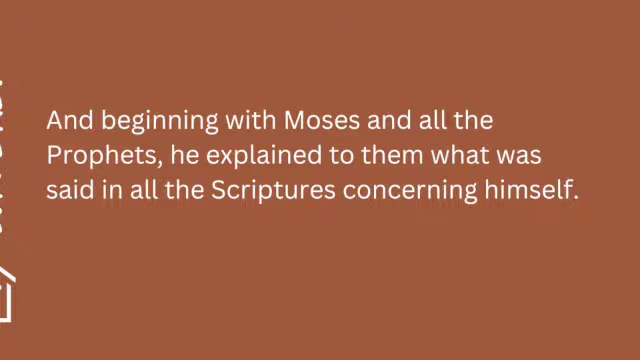 And beginning with Moses and all the
Prophets, he explained to them what was
said in all the Scriptures concerning himself.